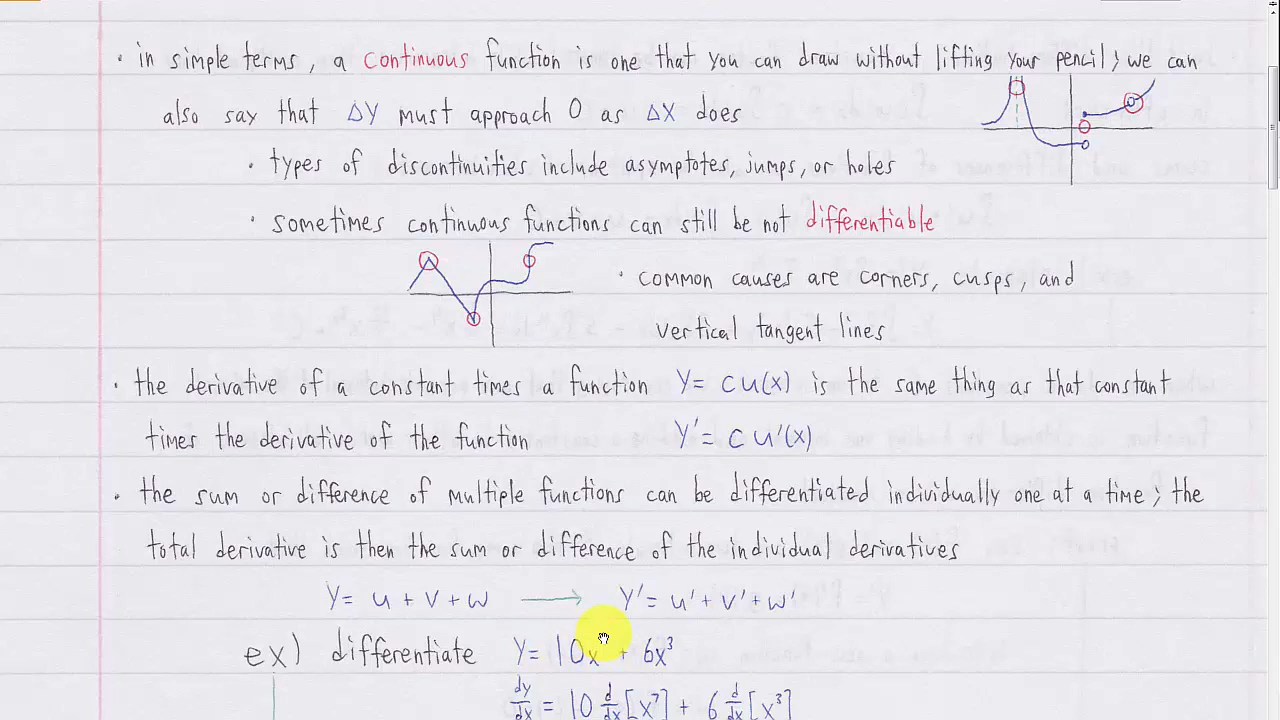 · in simple terms, a continuous function is one that you can draw without lifting your pencil; we can
also say that ΔY must approach 0 as ΔX does
· types of discontinuities include asymptotes, jumps, or holes
· sometimes continuous functions can still be not differentiable
· common causes are corners, cusps, and
vertical tangent lines
· the derivative of a constant times a function Y= c u(x) is the same thing as that constant
times the derivative of the function Y'= c u'(x)
· the sum or difference of multiple functions can be differentiated individually one at a time; the
total derivative is then the sum or difference of the individual derivatives
Y= u + v + w → Y'= u' + v' + w'
ex) differentiate Y= 10x + 6x³
dy/dx = 10 d/dx[x⁷] + 6 d/dx[x³]